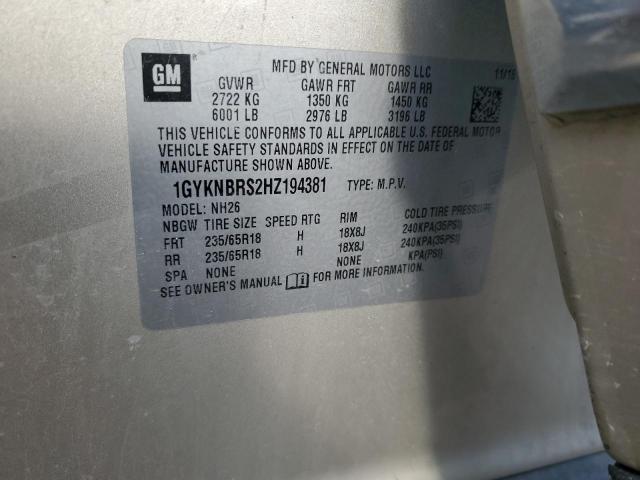 GM
MFD BY GENERAL MOTORS LLC 11/16
GVWR GAWR FRT GAWR RR
2722 KG 1350 KG 1450 KG
6001 LB 2976 LB 3196 LB
THIS VEHICLE CONFORMS TO ALL APPLICABLE U.S. FEDERAL MOTOR
VEHICLE SAFETY STANDARDS IN EFFECT ON THE DATE OF
MANUFACTURE SHOWN ABOVE.
1GYKNBRS2HZ194381 TYPE: M.P.V.
MODEL: NH26
NBGW TIRE SIZE SPEED RTG RIM COLD TIRE PRESSURE
FRT 235/65R18 H 18X8J 240KPA(35PSI)
RR 235/65R18 H 18X8J 240KPA(35PSI)
SPA NONE NONE KPA(PSI)
SEE OWNER'S MANUAL FOR MORE INFORMATION.